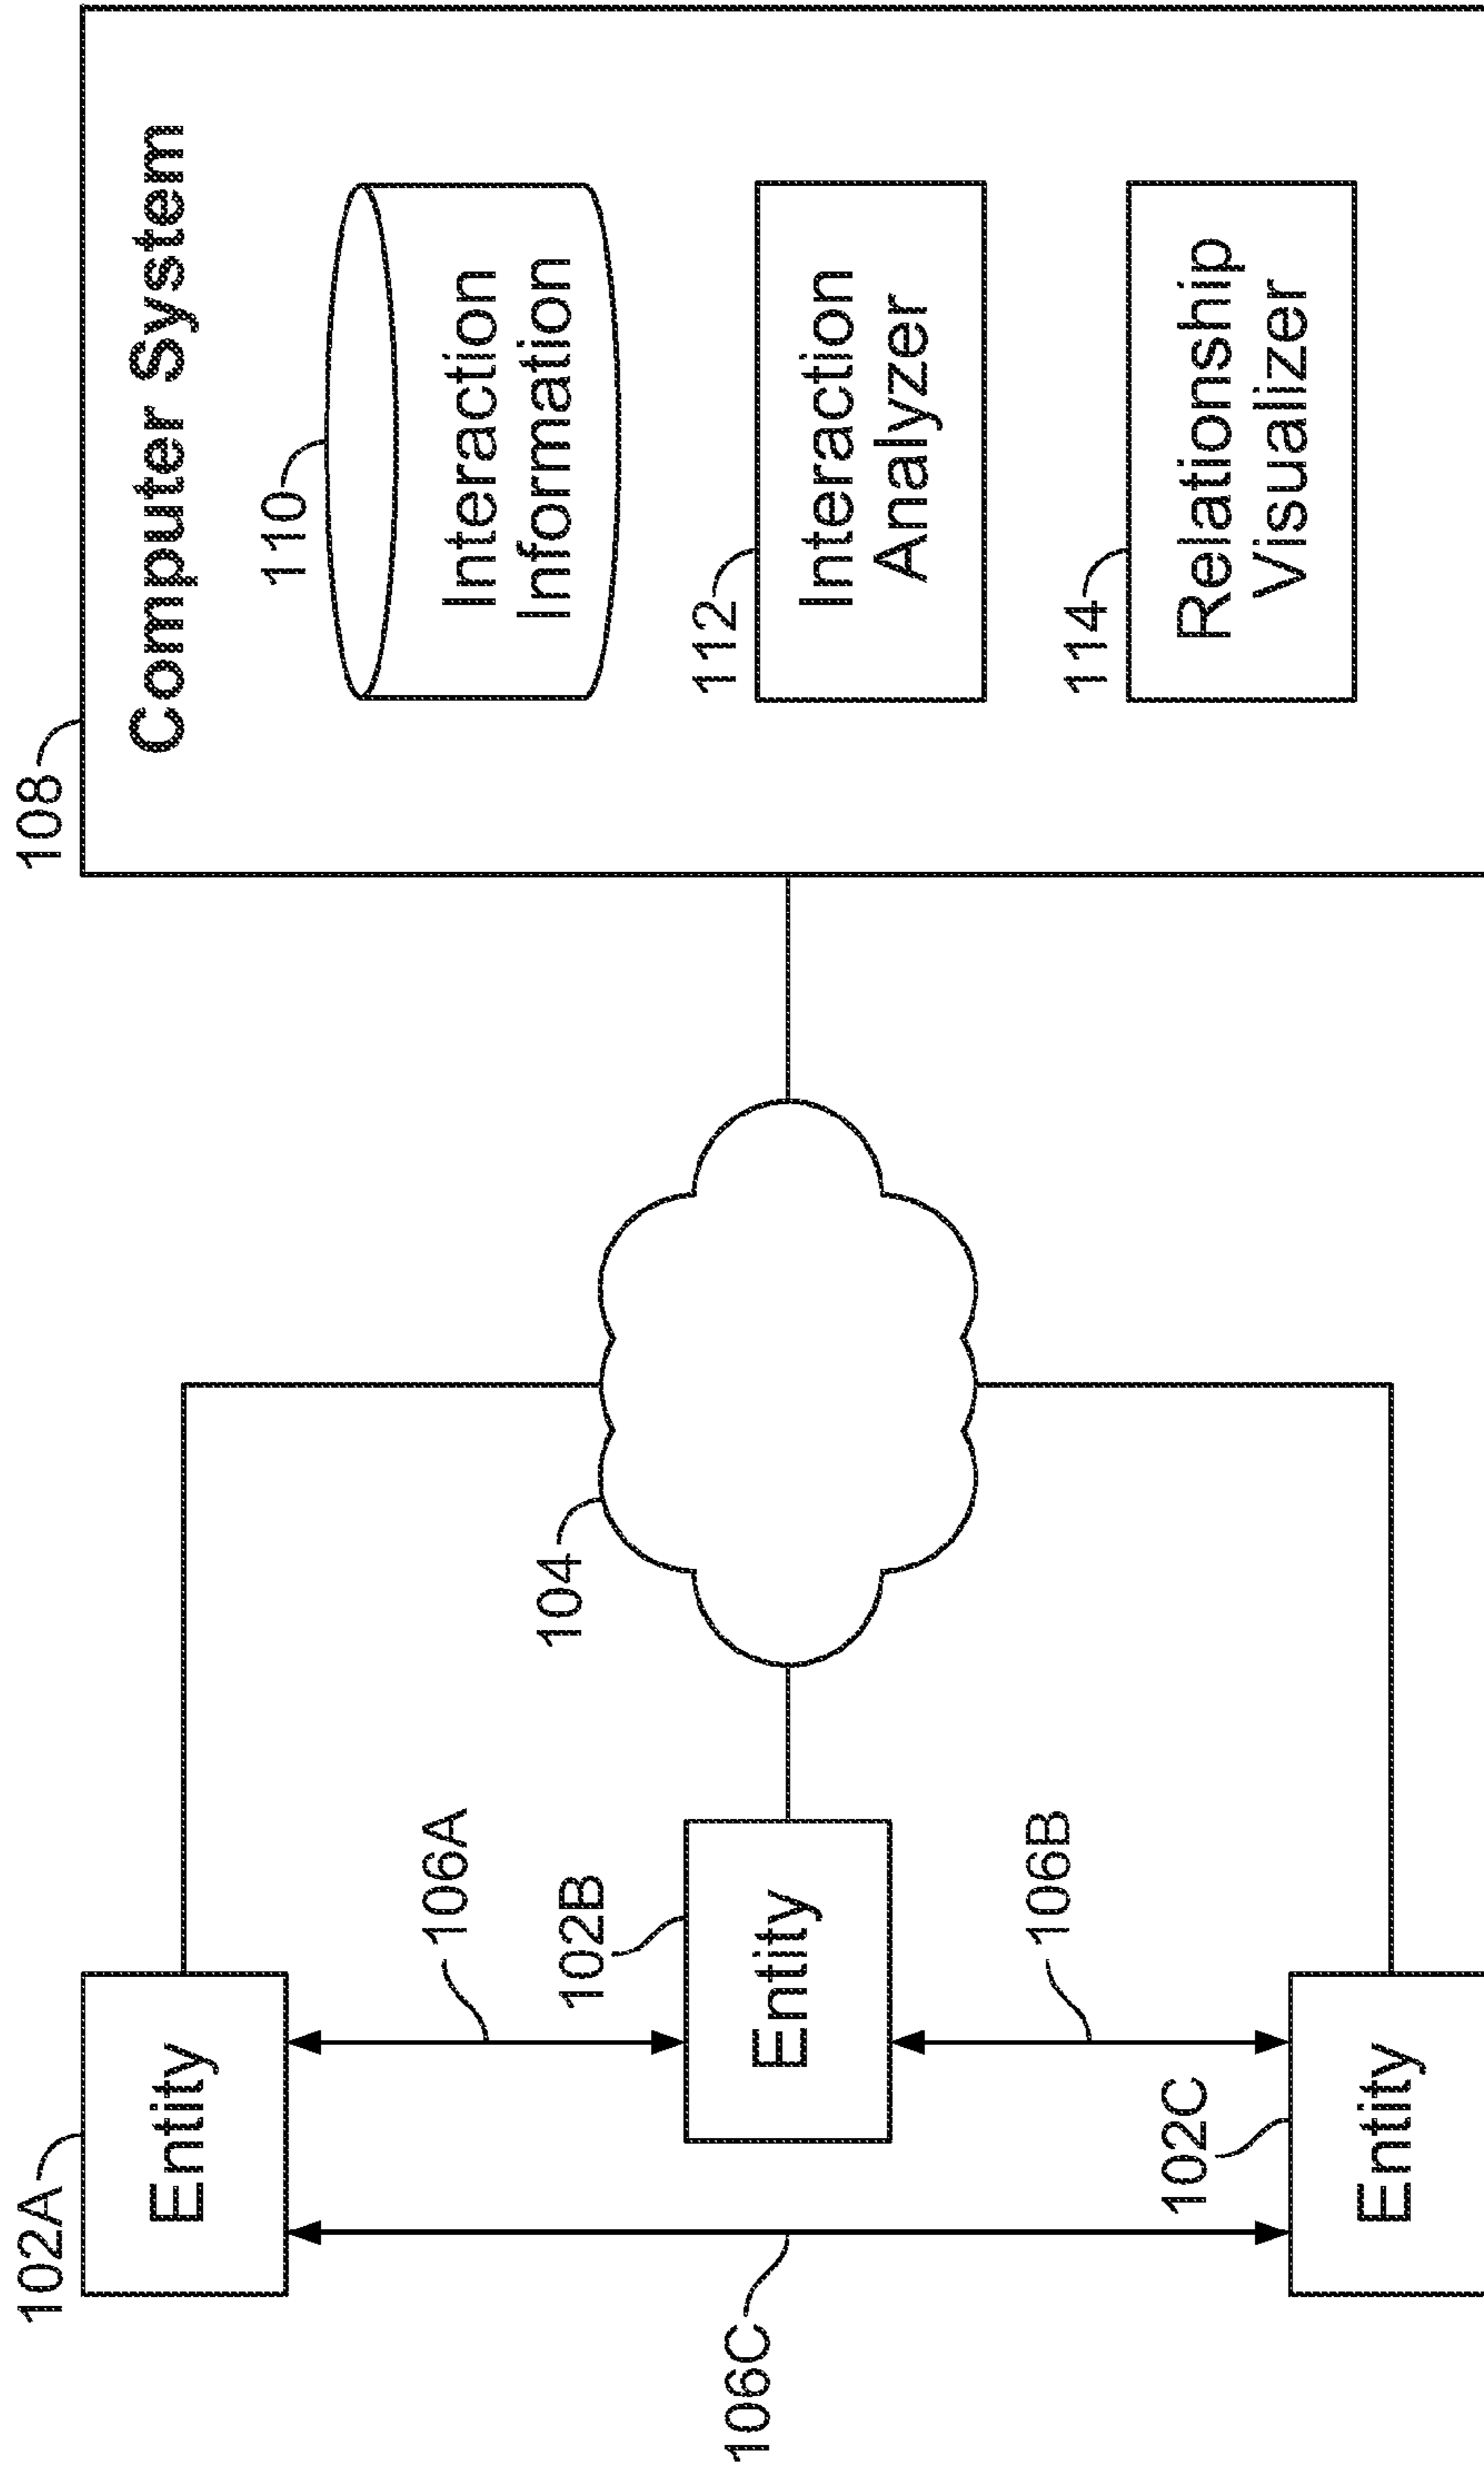 102A
Entity
106A
106C
102B
Entity
106B
102C
Entity
104
108
Computer System
110
Interaction
Information
112
Interaction
Analyzer
114
Relationship
Visualizer